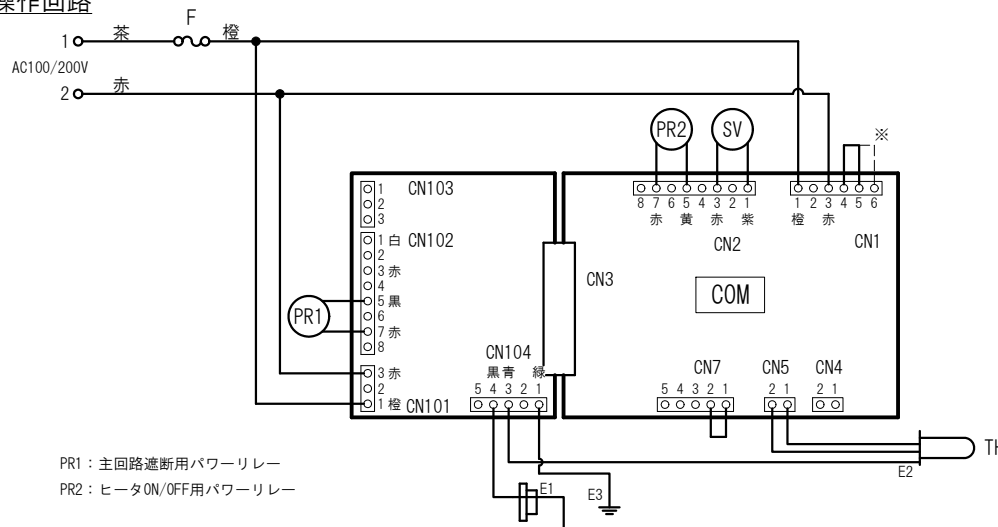 操作回路
F
1 茶 橙
AC100/200V
2 赤
PR2 SV ※
8 7 6 5 4 3 2 1
赤 黄 赤 紫
CN2
1 2 3 4 5 6
橙 赤
CN1
CN103
1
2
3
CN102
1 白
2
3 赤
4
5 黒
6
7 赤
8
PR1
3 赤
2
1 橙 CN101
CN104
黒 青 緑
5 4 3 2 1
CN3
COM
CN7
5 4 3 2 1
CN5
2 1
CN4
2 1
TH
E2
E1
E3
PR1：主回路遮断用パワーリレー
PR2：ヒータON/OFF用パワーリレー